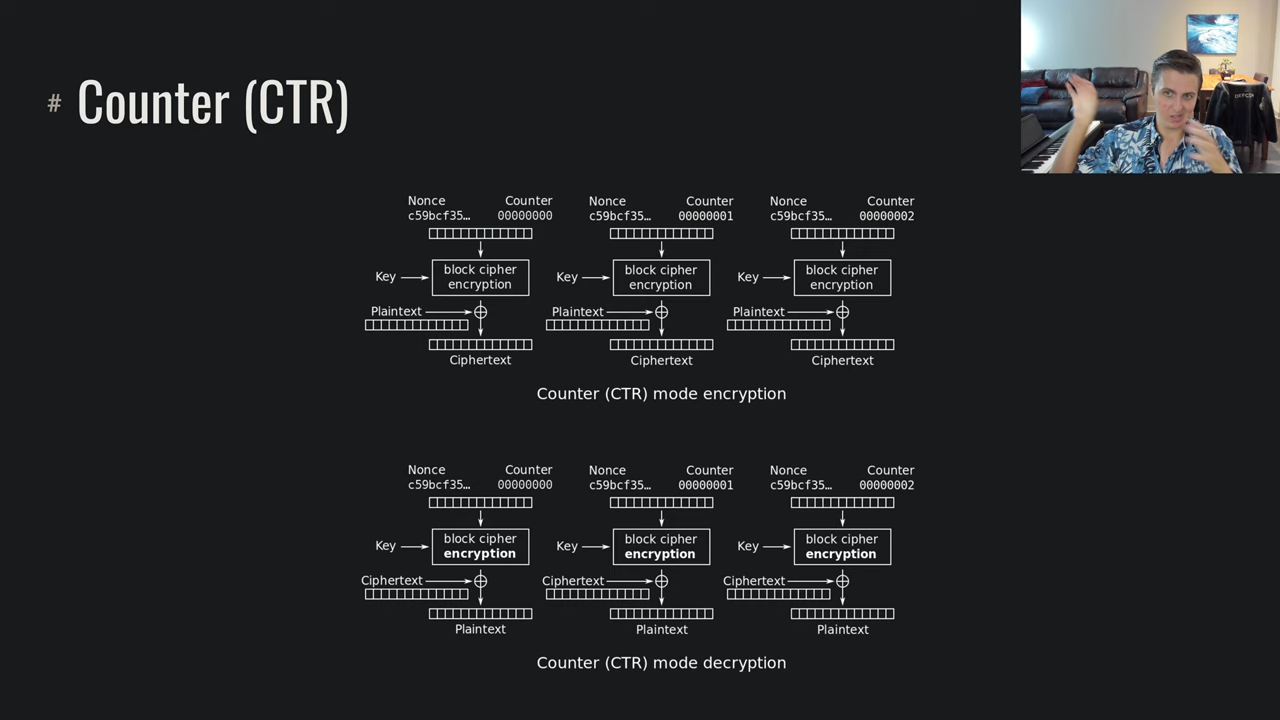 # Counter (CTR)
DEFCON
Nonce Counter Nonce Counter Nonce Counter
c59bcf35… 00000000 c59bcf35… 00000001 c59bcf35… 00000002
Key block cipher encryption Key block cipher encryption Key block cipher encryption
Plaintext Plaintext Plaintext
Ciphertext Ciphertext Ciphertext
Counter (CTR) mode encryption
Nonce Counter Nonce Counter Nonce Counter
c59bcf35… 00000000 c59bcf35… 00000001 c59bcf35… 00000002
Key block cipher encryption Key block cipher encryption Key block cipher encryption
Ciphertext Ciphertext Ciphertext
Plaintext Plaintext Plaintext
Counter (CTR) mode decryption